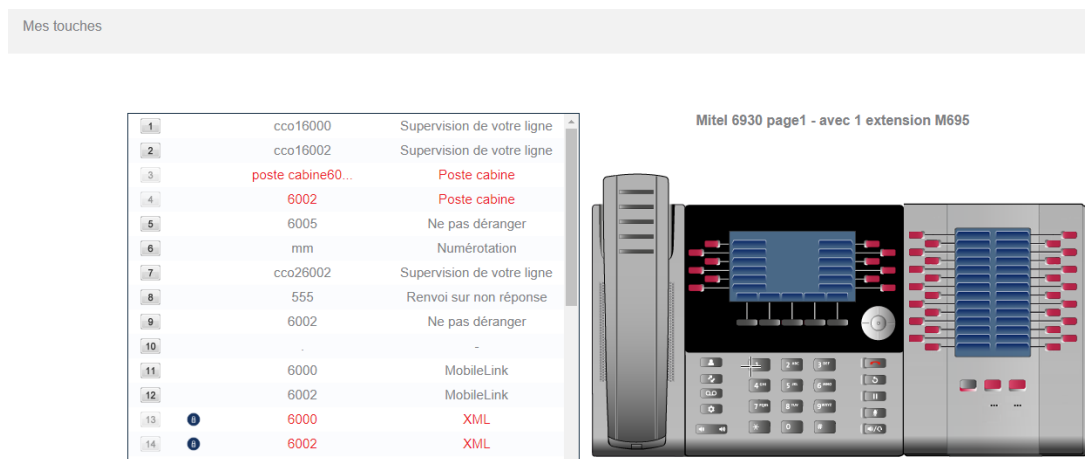 Mes touches
Mitel 6930 page1 - avec 1 extension M695
1 cco16000 Supervision de votre ligne
2 cco16002 Supervision de votre ligne
3 poste cabine60... Poste cabine
4 6002 Poste cabine
5 6005 Ne pas déranger
6 mm Numérotation
7 cco26002 Supervision de votre ligne
8 555 Renvoi sur non réponse
9 6002 Ne pas déranger
10 . -
11 6000 MobileLink
12 6002 MobileLink
13 6000 XML
14 6002 XML